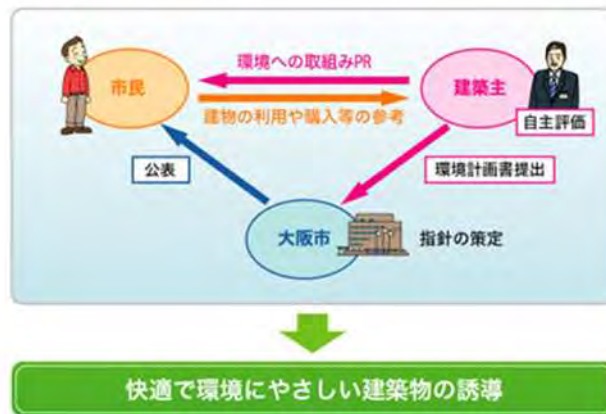 環境への取組みPR
市民
建築主
建物の利用や購入等の参考
自主評価
公表
環境計画書提出
大阪市
指針の策定
快適で環境にやさしい建築物の誘導